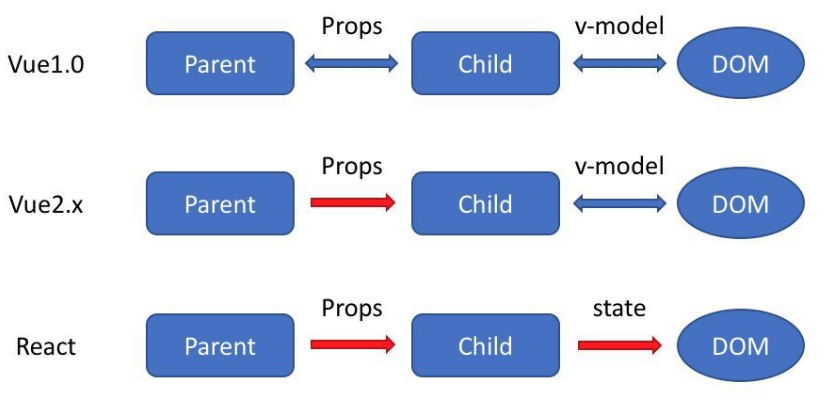 Props v-model
Vue1.0 Parent Child DOM
Props v-model
Vue2.x Parent Child DOM
Props state
React Parent Child DOM